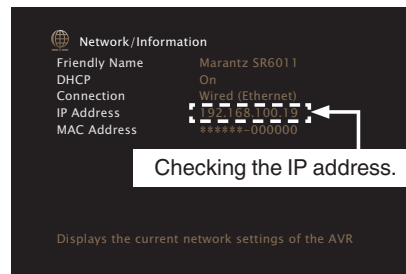 Network/Information
Friendly Name Marantz SR6011
DHCP On
Connection Wired (Ethernet)
IP Address 192.168.100.19
MAC Address ******-000000
Checking the IP address.
Displays the current network settings of the AVR